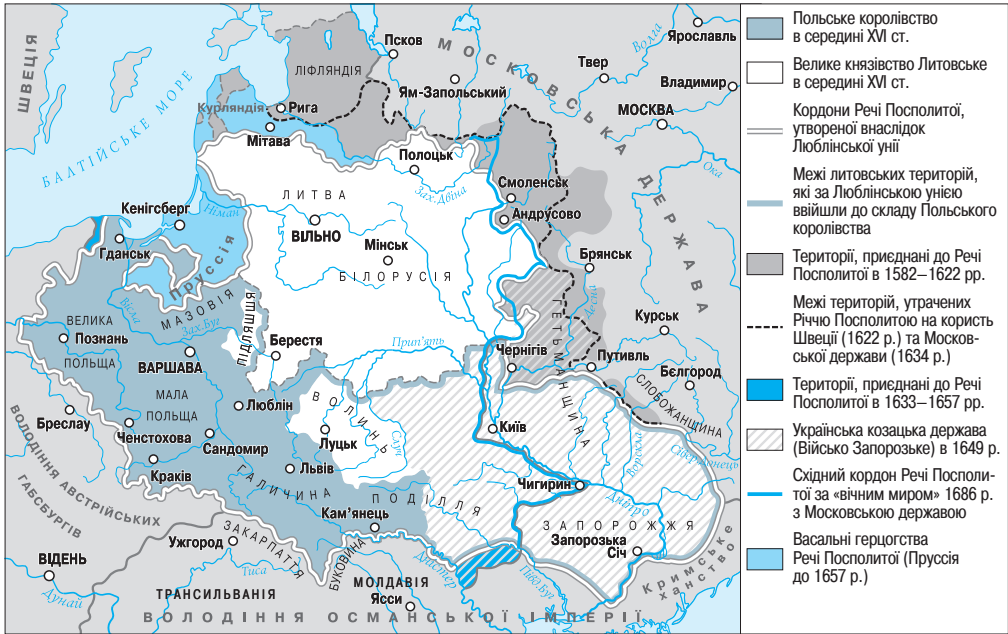 ШВЕЦІЯ
БАЛТІЙСЬКЕ МОРЕ
ЛІФЛЯНДІЯ
Курляндія
Рига
Мітава
Псков
Ям-Запольський
МОСКОВСЬКА ДЕРЖАВА
Волга
Ярославль
Твер
Владимир
МОСКВА
Ока
Полоцьк
Зах. Двіна
Смоленськ
Андрусово
ЛИТВА
Кенігсберг
Німан
ВІЛЬНО
Мінськ
БІЛОРУСІЯ
Гданськ
Пруссія
Брянськ
Десна
Вісла
МАЗОВІЯ
Зах. Буг
ПІДЛЯШШЯ
ВЕЛИКА
ПОЛЬЩА
Познань
ВАРШАВА
Берестя
Прип'ять
ГЕТЬМАНЩИНА
Чернігів
Курськ
Путивль
Бєлгород
СЛОБОЖАНЩИНА
МАЛА
ПОЛЬЩА
Люблін
ВОЛИНЬ
Луцьк
Случ
Київ
Ворскла
Сіверськ. Донець
Бреслау
Ченстохова
Сандомир
Краків
Львів
ГАЛИЧИНА
ПОДІЛЛЯ
Чигирин
Дніпро
ВОЛОДІННЯ АВСТРІЙСЬКИХ
ГАБСБУРГІВ
Кам'янець
ЗАПОРОЖЖЯ
Запорозька
Січ
ЗАКАРПАТТЯ
Ужгород
БУКОВИНА
Дністер
Півд. Буг
Кримське
ханство
ВІДЕНЬ
Дунай
Тиса
ТРАНСИЛЬВАНІЯ
МОЛДАВІЯ
Ясси
ВОЛОДІННЯ ОСМАНСЬКОЇ ІМПЕРІЇ
Польське королівство
в середині XVI ст.
Велике князівство Литовське
в середині XVI ст.
Кордони Речі Посполитої,
утвореної внаслідок
Люблінської унії
Межі литовських територій,
які за Люблінською унією
ввійшли до складу Польського
королівства
Території, приєднані до Речі
Посполитої в 1582–1622 рр.
Межі територій, утрачених
Річчю Посполитою на користь
Швеції (1622 р.) та Москов-
ської держави (1634 р.)
Території, приєднані до Речі
Посполитої в 1633–1657 рр.
Українська козацька держава
(Військо Запорозьке) в 1649 р.
Східний кордон Речі Посполи-
тої за «вічним миром» 1686 р.
з Московською державою
Васальні герцогства
Речі Посполитої (Пруссія
до 1657 р.)